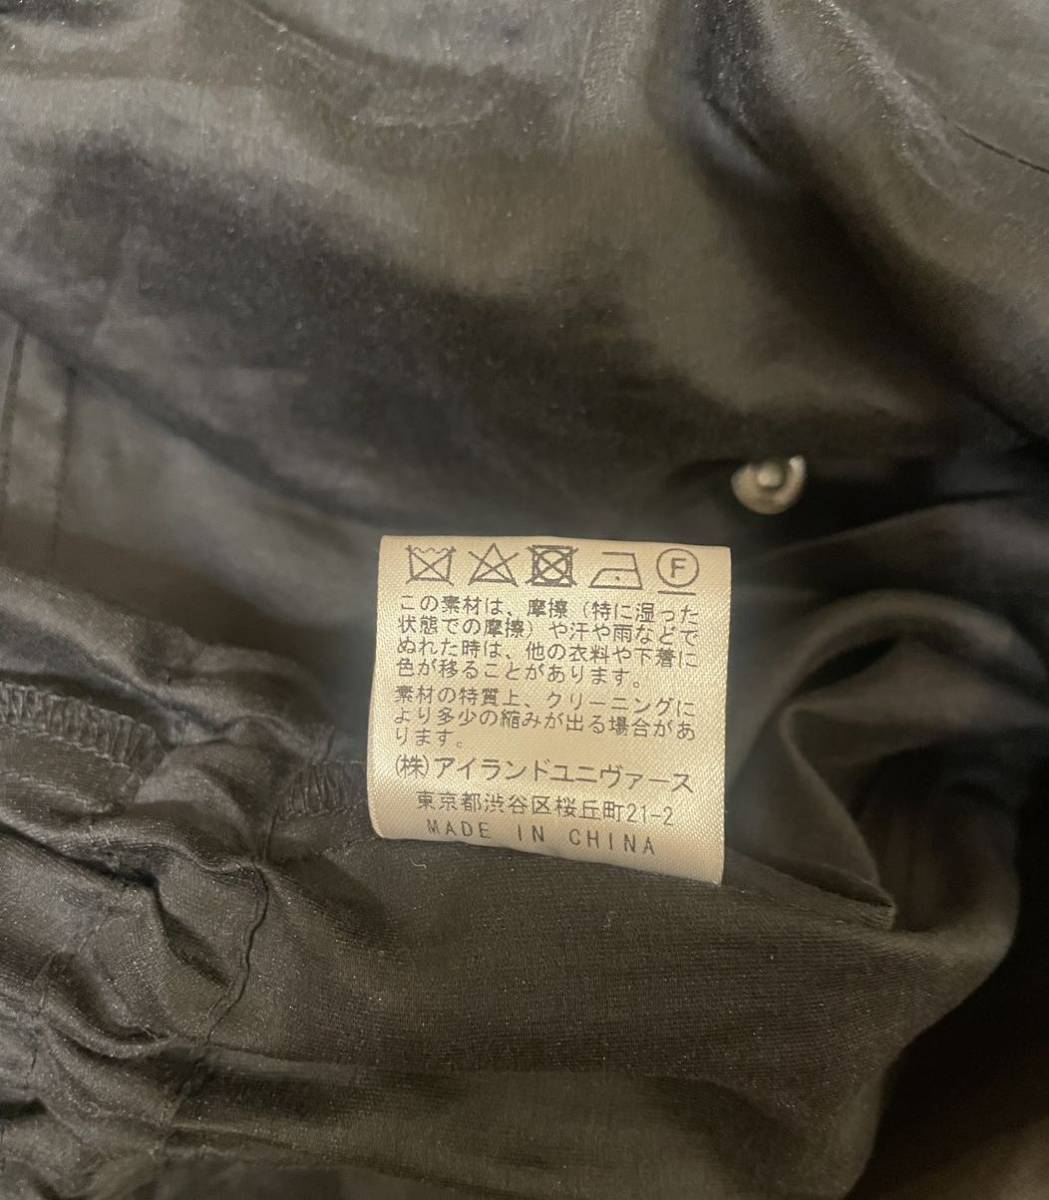 F
この素材は、摩擦（特に湿った
状態での摩擦）や汗や雨などで
ぬれた時は、他の衣料や下着に
色が移ることがあります。
素材の特質上、クリーニングに
より多少の縮みが出る場合があ
ります。
(株)アイランドユニヴァース
東京都渋谷区桜丘町21-2
MADE IN CHINA